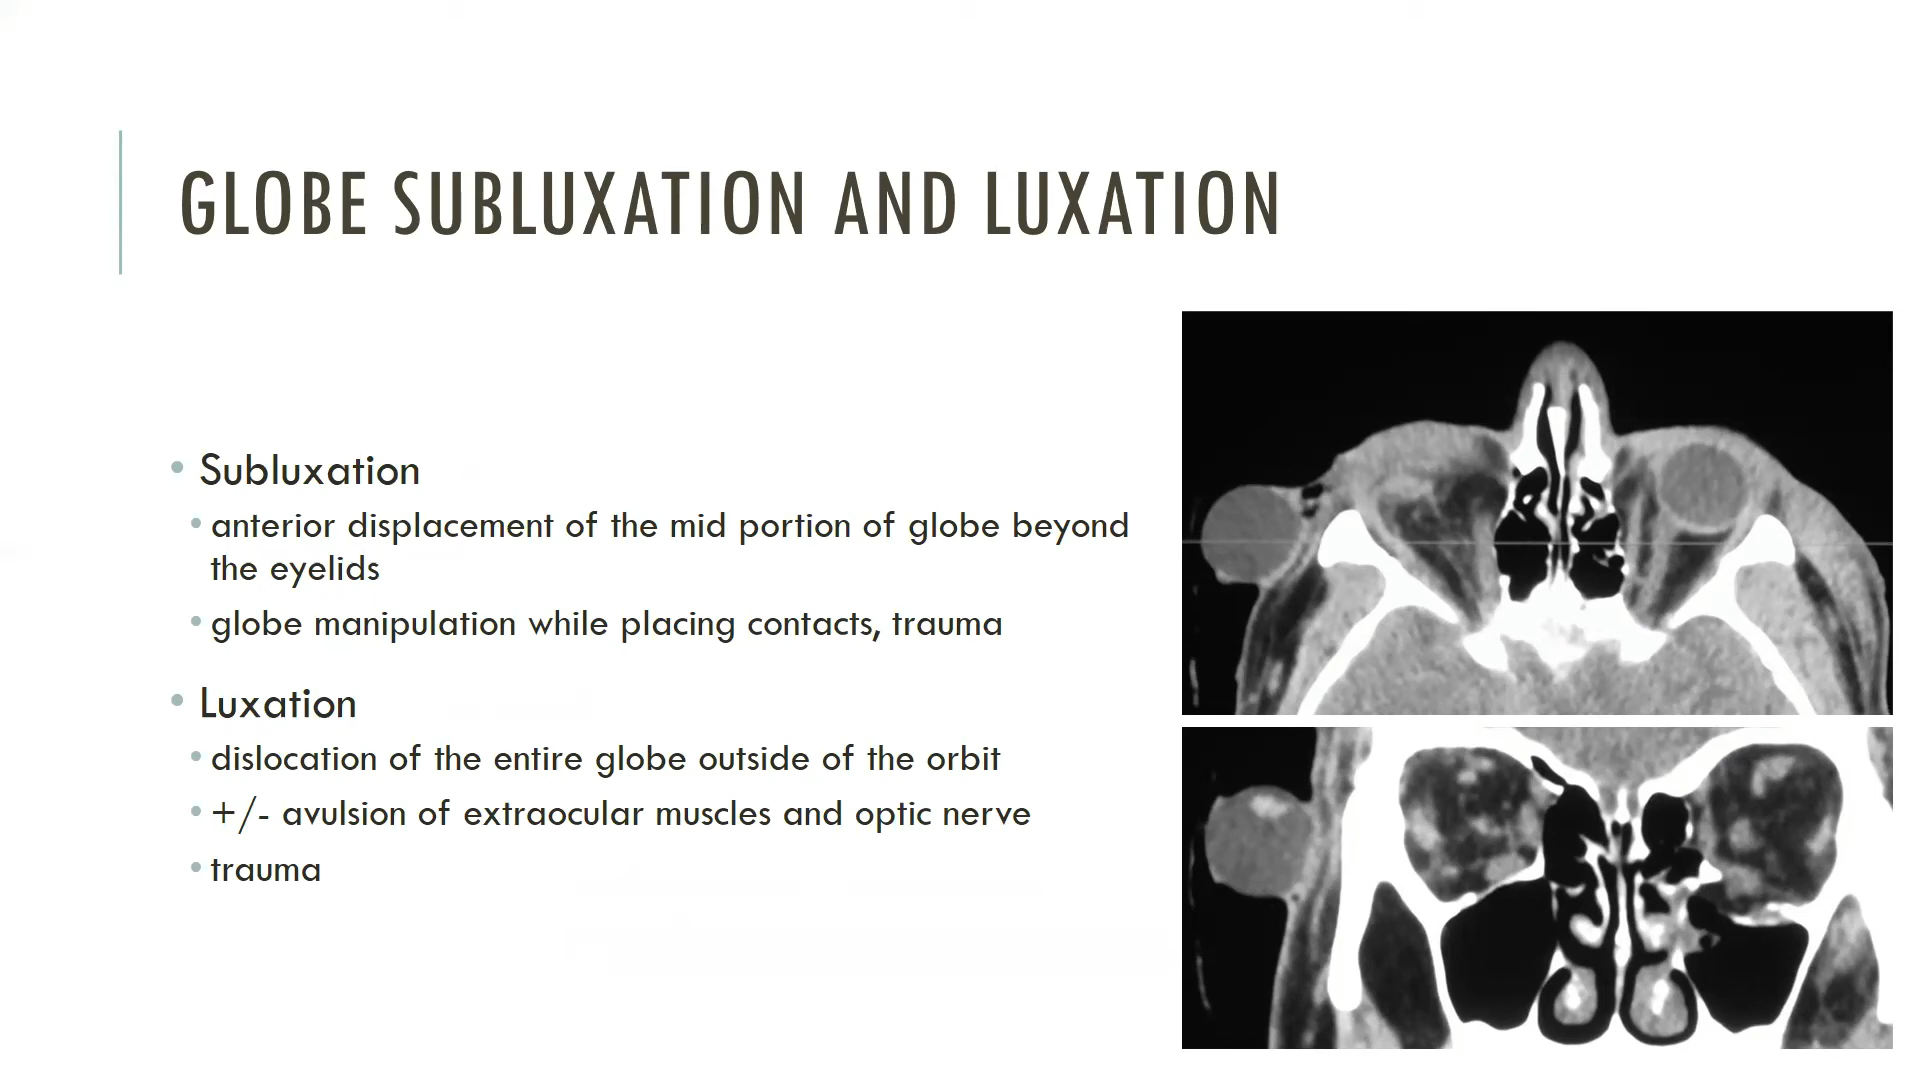 GLOBE SUBLUXATION AND LUXATION
• Subluxation
• anterior displacement of the mid portion of globe beyond
the eyelids
• globe manipulation while placing contacts, trauma
• Luxation
• dislocation of the entire globe outside of the orbit
• +/- avulsion of extraocular muscles and optic nerve
• trauma